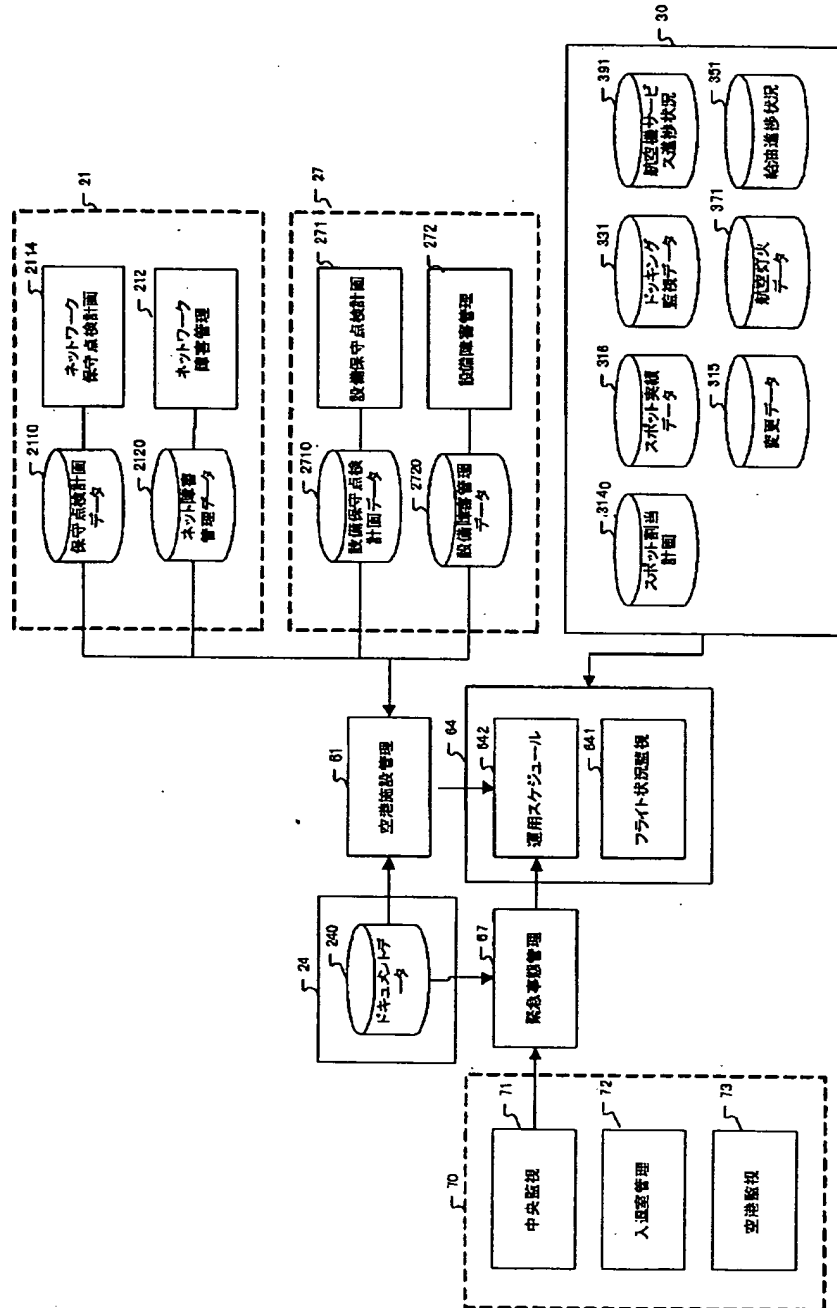 21
2110
保守点検計画
データ
2114
ネットワーク
保守点検計画
2120
ネット障害
管理データ
212
ネットワーク
障害管理
27
2710
設備保守点検
計画データ
271
設備保守点検計画
2720
設備障害管理
データ
272
設備障害管理
30
3140
スポット割当
計画
316
スポット実績
データ
331
ドッキング
監視データ
391
航空機サービ
ス進捗状況
315
変更データ
371
航空灯火デ
ータ
351
給油進捗状況
61
空港施設管理
64
642
運用スケジュール
641
フライト状況監視
24
240
ドキュメントデ
ータ
67
緊急事態管理
70
71
中央監視
72
入退室管理
73
空港監視